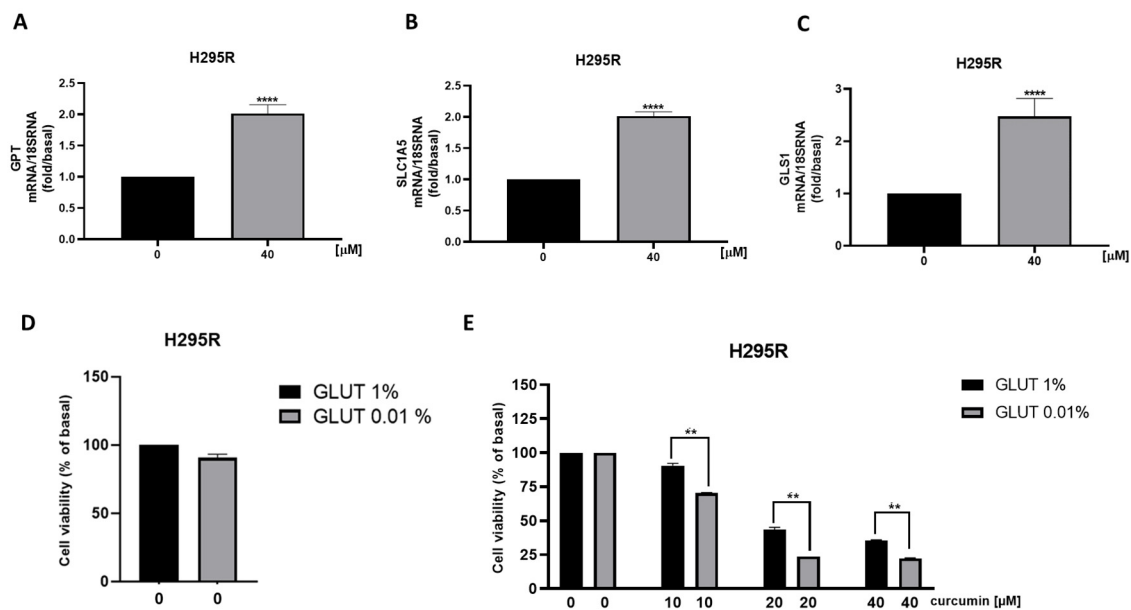 A
H295R
GPT
mRNA/18SRNA
(fold/basal)
2.5
2.0
1.5
1.0
0.5
0.0
****
0
40
[µM]
B
H295R
SLC1A5
mRNA/18SRNA
(fold/basal)
2.5
2.0
1.5
1.0
0.5
0.0
****
0
40
[µM]
C
H295R
GLS1
mRNA/18SRNA
(fold/basal)
3
2
1
0
****
0
40
[µM]
D
H295R
Cell viability (% of basal)
150
100
50
0
0
0
GLUT 1%
GLUT 0.01 %
E
H295R
Cell viability (% of basal)
150
125
100
75
50
25
0
**
**
**
0 0 10 10 20 20 40 40 curcumin [µM]
GLUT 1%
GLUT 0.01%